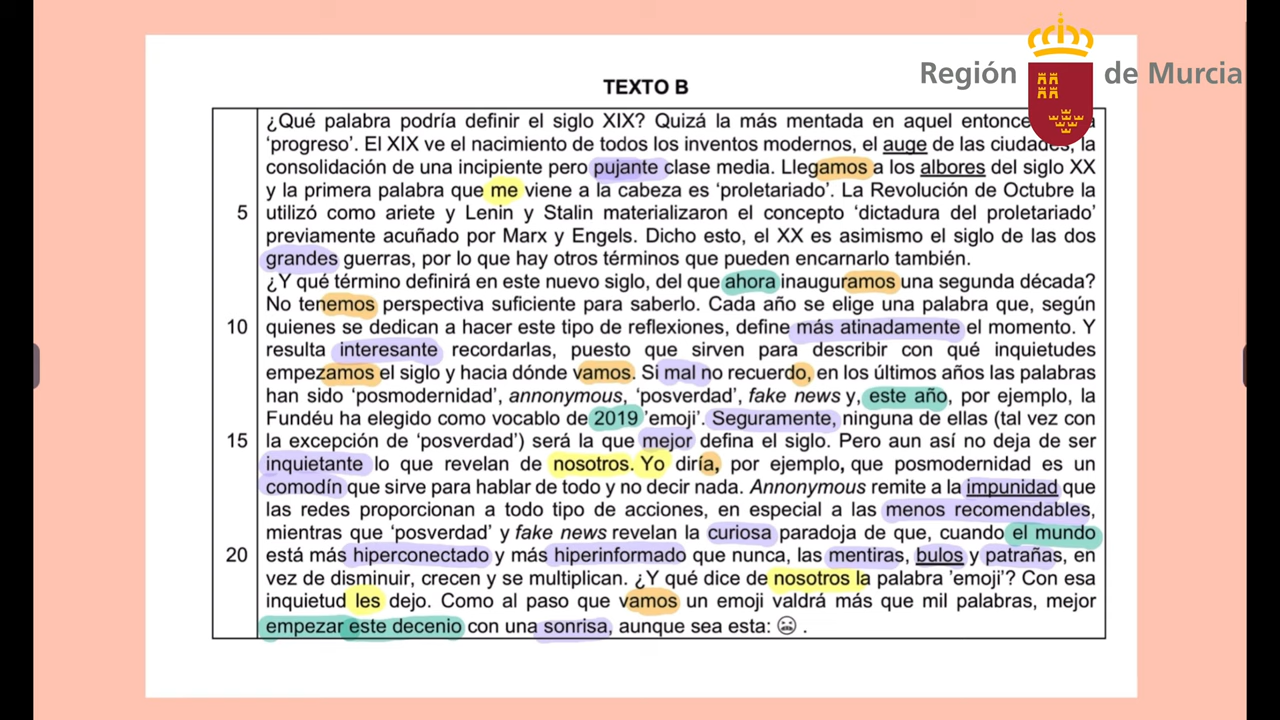 Región de Murcia
TEXTO B
¿Qué palabra podría definir el siglo XIX? Quizá la más mentada en aquel
'progreso'. El XIX ve el nacimiento de todos los inventos modernos, el auge de las ciudades, la
consolidación de una incipiente pero pujante clase media. Llegamos a los albores del siglo XX
y la primera palabra que me viene a la cabeza es 'proletariado'. La Revolución de Octubre la
5 utilizó como ariete y Lenin y Stalin materializaron el concepto 'dictadura del proletariado'
previamente acuñado por Marx y Engels. Dicho esto, el XX es asimismo el siglo de las dos
grandes guerras, por lo que hay otros términos que pueden encarnarlo también.
¿Y qué término definirá en este nuevo siglo, del que ahora inauguramos una segunda década?
No tenemos perspectiva suficiente para saberlo. Cada año se elige una palabra que, según
10 quienes se dedican a hacer este tipo de reflexiones, define más atinadamente el momento. Y
resulta interesante recordarlas, puesto que sirven para describir con qué inquietudes
empezamos el siglo y hacia dónde vamos. Si mal no recuerdo, en los últimos años las palabras
han sido 'posmodernidad', annonymous, 'posverdad', fake news y, este año, por ejemplo, la
Fundéu ha elegido como vocablo de 2019 'emoji'. Seguramente, ninguna de ellas (tal vez con
15 la excepción de 'posverdad') será la que mejor defina el siglo. Pero aun así no deja de ser
inquietante lo que revelan de nosotros. Yo diría, por ejemplo, que posmodernidad es un
comodín que sirve para hablar de todo y no decir nada. Annonymous remite a la impunidad que
las redes proporcionan a todo tipo de acciones, en especial a las menos recomendables,
mientras que 'posverdad' y fake news revelan la curiosa paradoja de que, cuando el mundo
20 está más hiperconectado y más hiperinformado que nunca, las mentiras, bulos y patrañas, en
vez de disminuir, crecen y se multiplican. ¿Y qué dice de nosotros la palabra 'emoji'? Con esa
inquietud les dejo. Como al paso que vamos un emoji valdrá más que mil palabras, mejor
empezar este decenio con una sonrisa, aunque sea esta: 😬 .